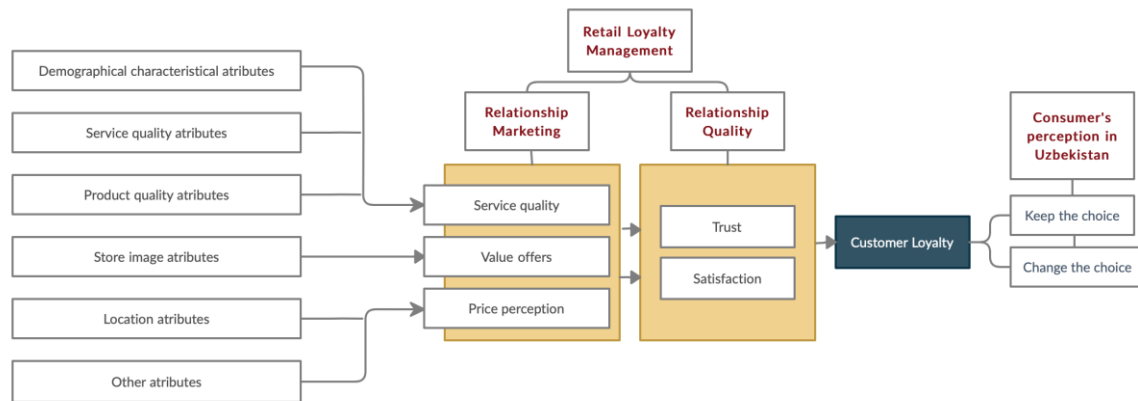 Retail Loyalty
Management
Demographical characteristical atributes
Service quality atributes
Product quality atributes
Store image atributes
Location atributes
Other atributes
Relationship
Marketing
Service quality
Value offers
Price perception
Relationship
Quality
Trust
Satisfaction
Customer Loyalty
Consumer's
perception in
Uzbekistan
Keep the choice
Change the choice